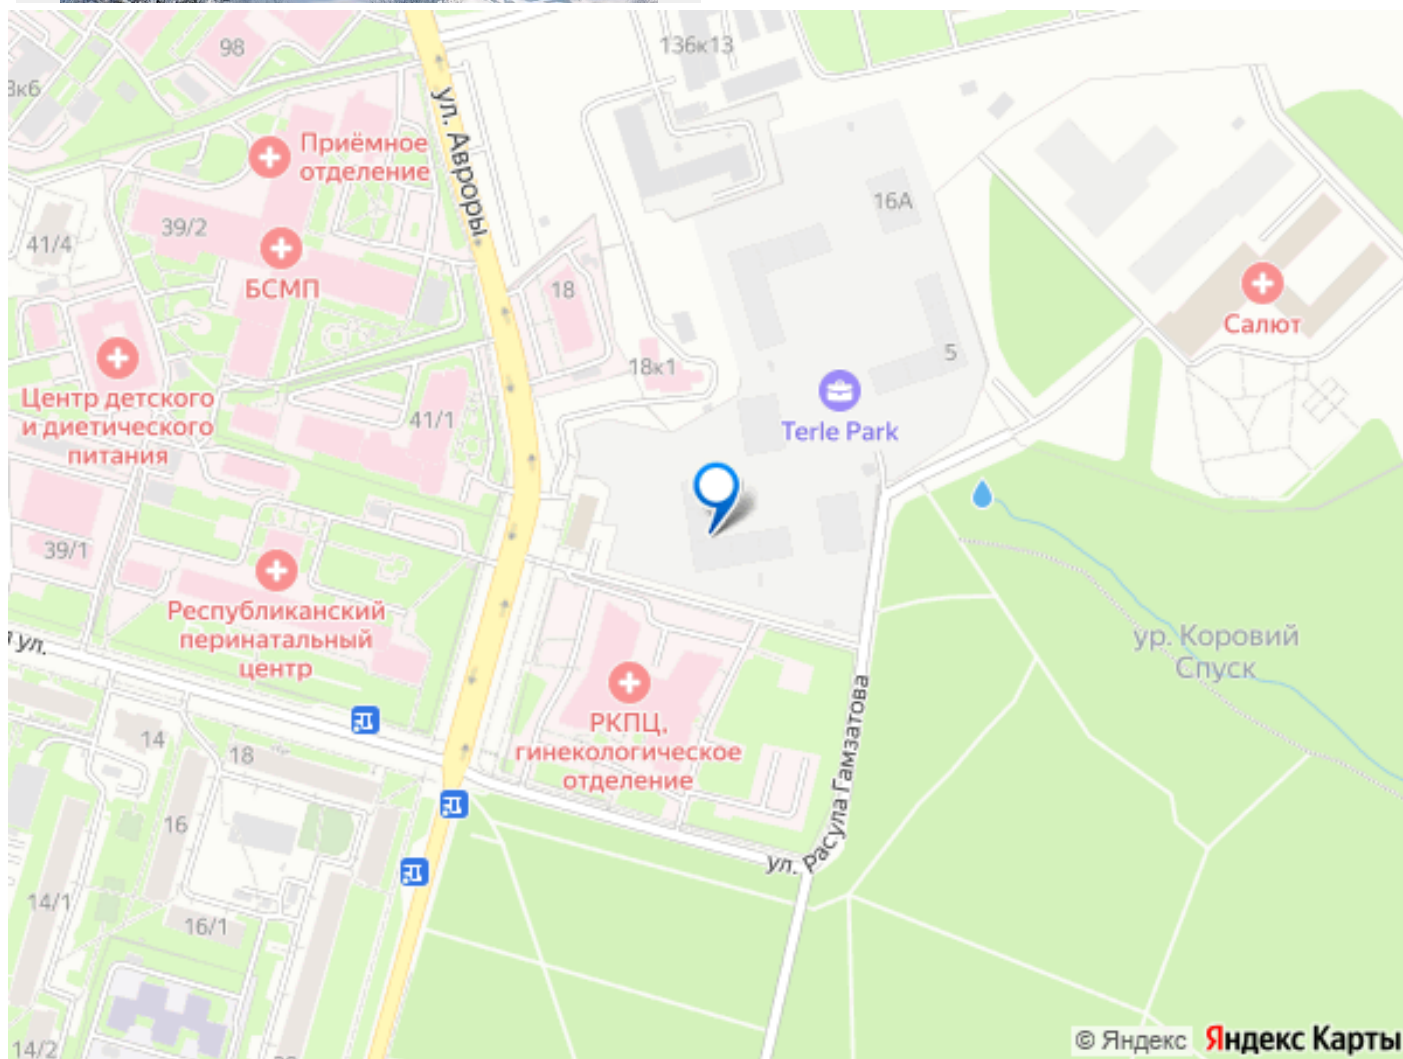 98
136к13
3к6
ул. Авроры
Приёмное
отделение
39/2
41/4
БСМП
16А
18
Салют
18к1
5
Центр детского
и диетического
питания
41/1
Terle Park
39/1
Республиканский
перинатальный
центр
ул.
ур. Коровий
Спуск
РКПЦ,
гинекологическое
отделение
14
18
16
ул. Расула Гамзатова
14/1
16/1
14/2
© Яндекс Яндекс Карты